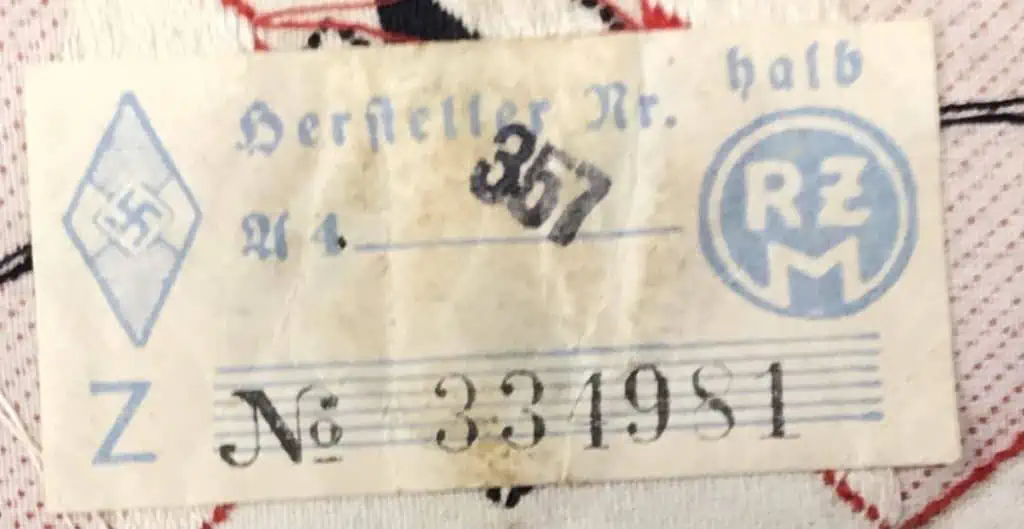 halb
Hersteller Nr.
357
A 4.
RZM
Z
No 334981